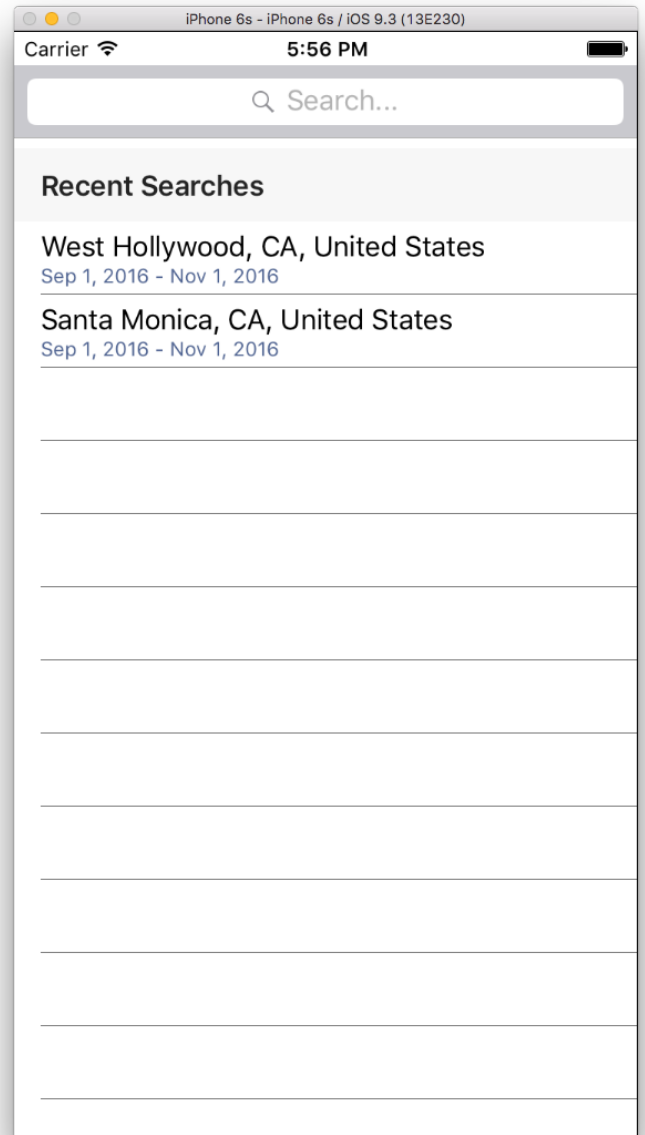 iPhone 6s - iPhone 6s / iOS 9.3 (13E230)
Carrier 5:56 PM
Search...
Recent Searches
West Hollywood, CA, United States
Sep 1, 2016 - Nov 1, 2016
Santa Monica, CA, United States
Sep 1, 2016 - Nov 1, 2016